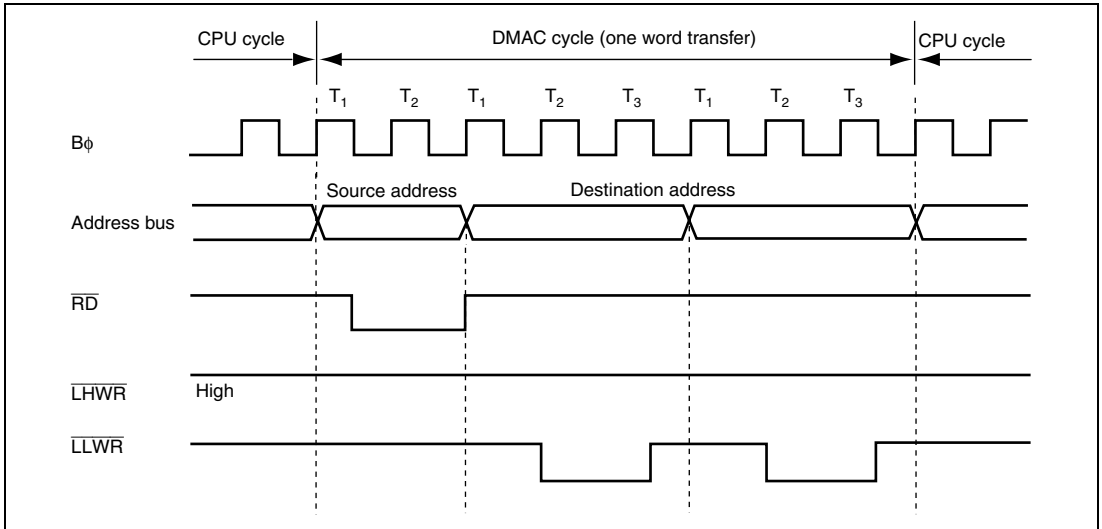 CPU cycle DMAC cycle (one word transfer) CPU cycle
T1 T2 T1 T2 T3 T1 T2 T3
Bϕ
Source address Destination address
Address bus
RD
LHWR High
LLWR